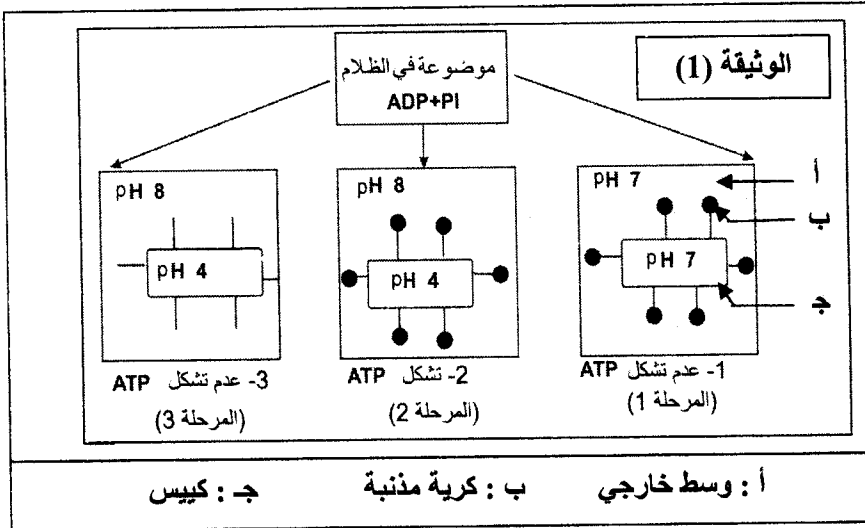 الوثيقة (1)
موضوعة في الظلام
ADP+PI
pH 7
أ
ب
pH 7
جـ
1- عدم تشكل ATP
(المرحلة 1)
pH 8
pH 4
2- تشكل ATP
(المرحلة 2)
pH 8
pH 4
3- عدم تشكل ATP
(المرحلة 3)
أ : وسط خارجي ب : كرية مذنبة جـ : كييس